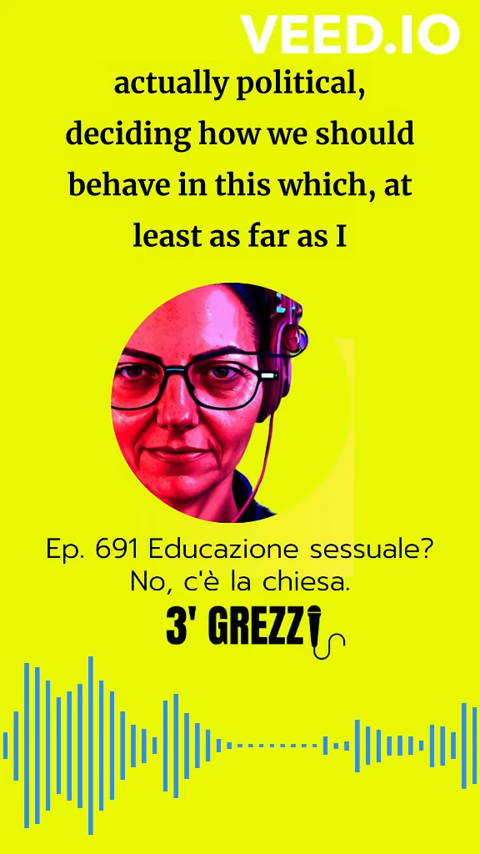 VEED.IO
actually political,
deciding how we should
behave in this which, at
least as far as I
Ep. 691 Educazione sessuale?
No, c'è la chiesa.
3' GREZZI